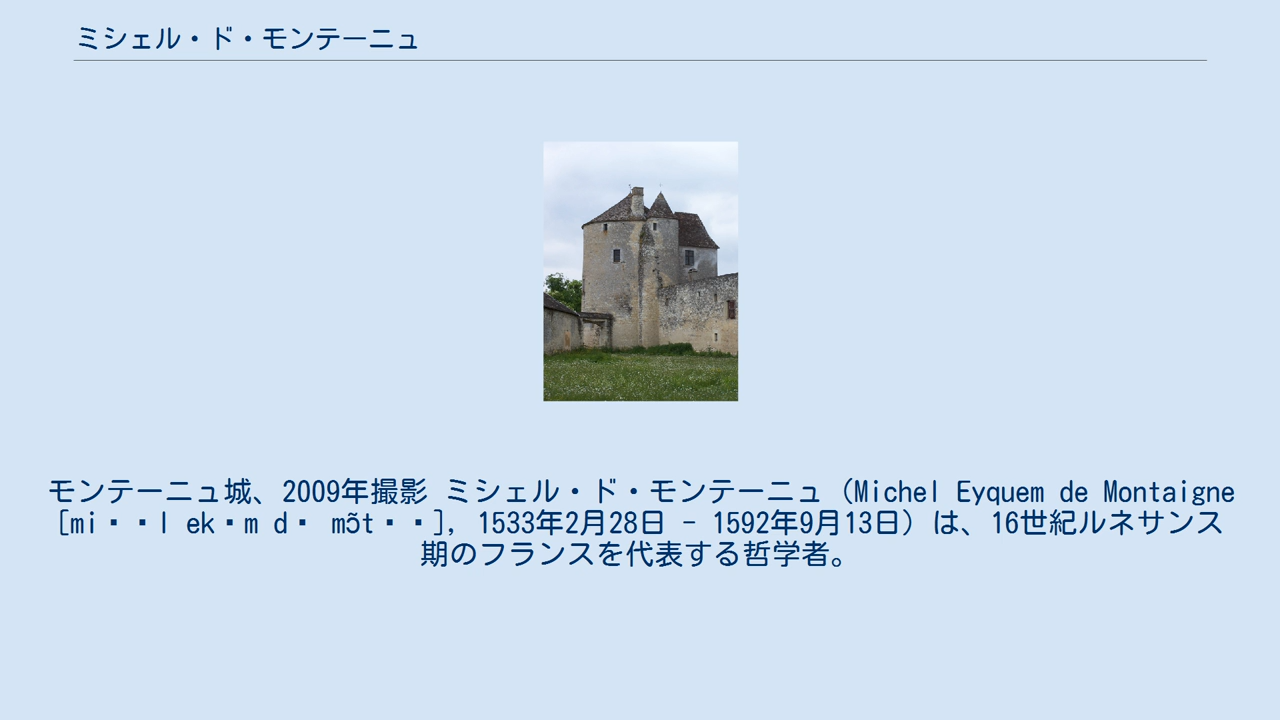 ミシェル・ド・モンテーニュ
モンテーニュ城、2009年撮影 ミシェル・ド・モンテーニュ（Michel Eyquem de Montaigne
[mi・・l ek・m d・ mɔ̃t・・], 1533年2月28日 - 1592年9月13日）は、16世紀ルネサンス
期のフランスを代表する哲学者。